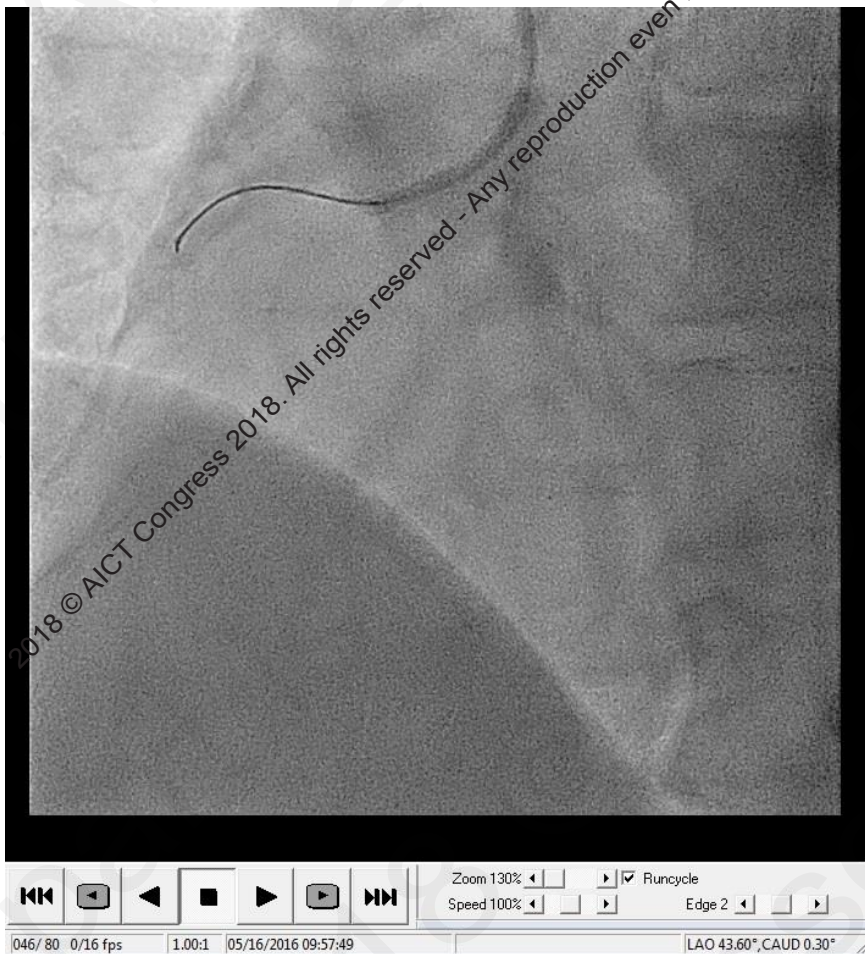 2018 © AICT Congress 2018. All rights reserved - Any reproduction even
Zoom 130%
Runcycle
Speed 100%
Edge 2
046/ 80 0/16 fps
1.00:1
05/16/2016 09:57:49
LAO 43.60°, CAUD 0.30°